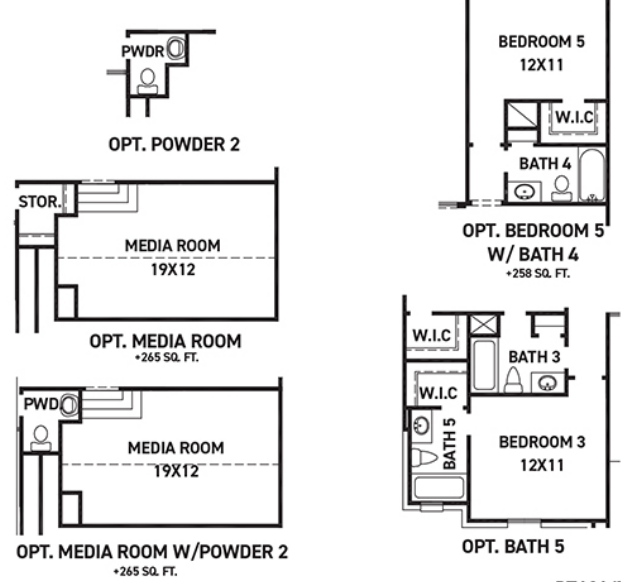 PWDR
OPT. POWDER 2
STOR.
MEDIA ROOM
19X12
OPT. MEDIA ROOM
+265 SQ. FT.
PWD.
MEDIA ROOM
19X12
OPT. MEDIA ROOM W/POWDER 2
+265 SQ. FT.
BEDROOM 5
12X11
W.I.C
BATH 4
OPT. BEDROOM 5
W/ BATH 4
+258 SQ. FT.
W.I.C
BATH 3
W.I.C
BATH 5
BEDROOM 3
12X11
OPT. BATH 5